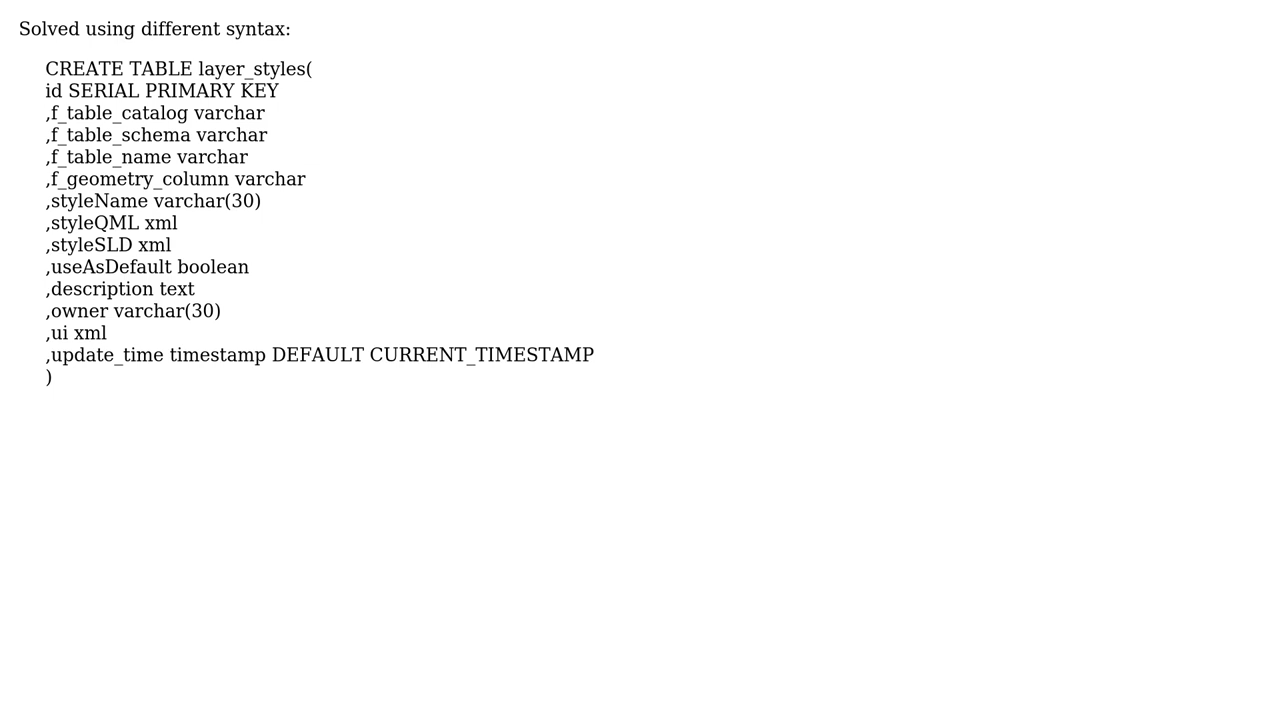 Solved using different syntax:
CREATE TABLE layer_styles(
id SERIAL PRIMARY KEY
,f_table_catalog varchar
,f_table_schema varchar
,f_table_name varchar
,f_geometry_column varchar
,styleName varchar(30)
,styleQML xml
,styleSLD xml
,useAsDefault boolean
,description text
,owner varchar(30)
,ui xml
,update_time timestamp DEFAULT CURRENT_TIMESTAMP
)